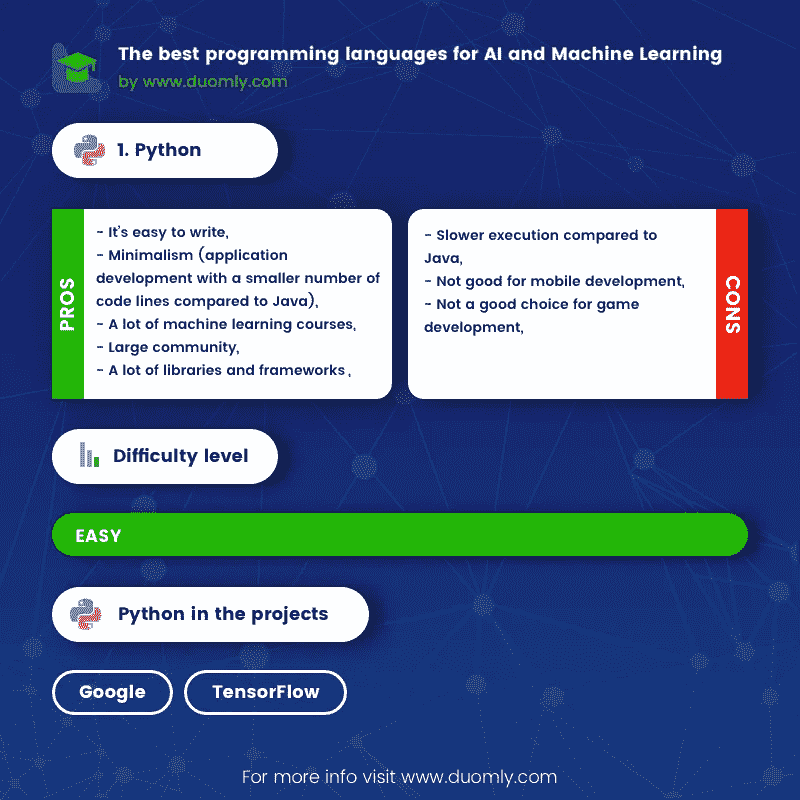 The best programming languages for AI and Machine Learning
by www.duomly.com
1. Python
PROS
- It's easy to write,
- Minimalism (application
development with a smaller number of
code lines compared to Java),
- A lot of machine learning courses,
- Large community,
- A lot of libraries and frameworks,
- Slower execution compared to
Java,
- Not good for mobile development,
- Not a good choice for game
development,
CONS
Difficulty level
EASY
Python in the projects
Google
TensorFlow
For more info visit www.duomly.com